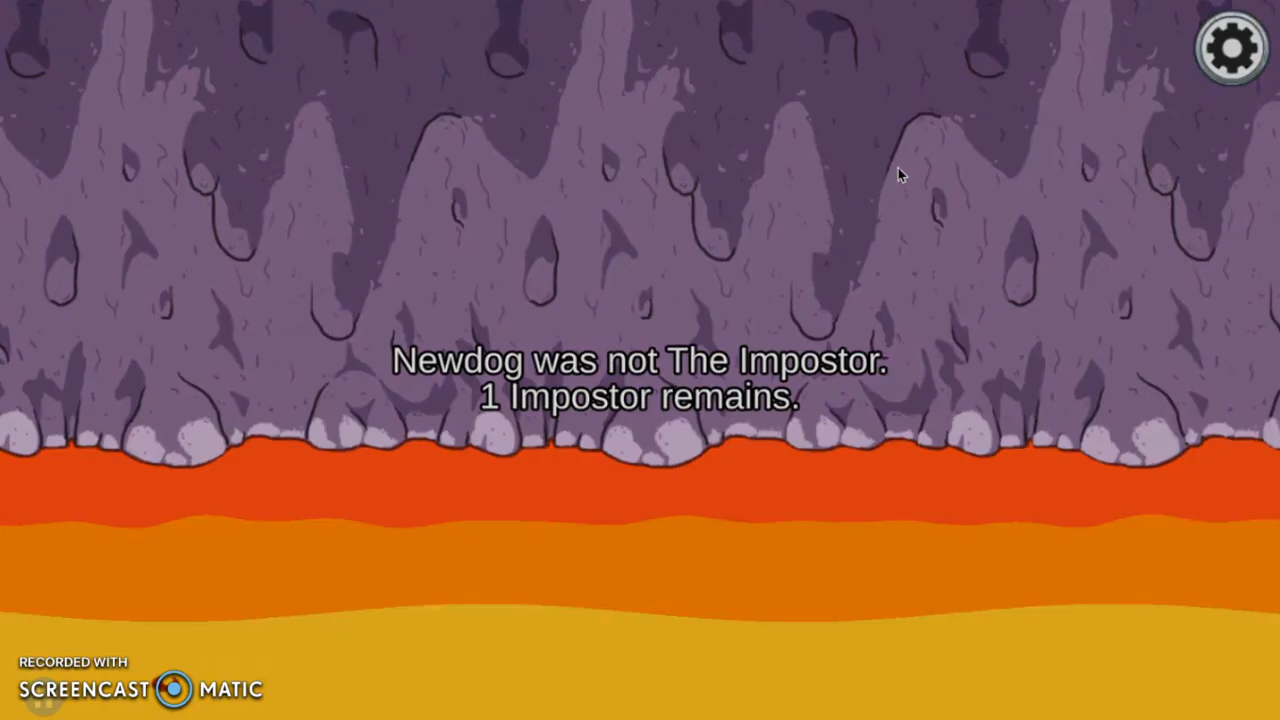 Newdog was not The Impostor.
1 Impostor remains.
RECORDED WITH
SCREENCAST MATIC